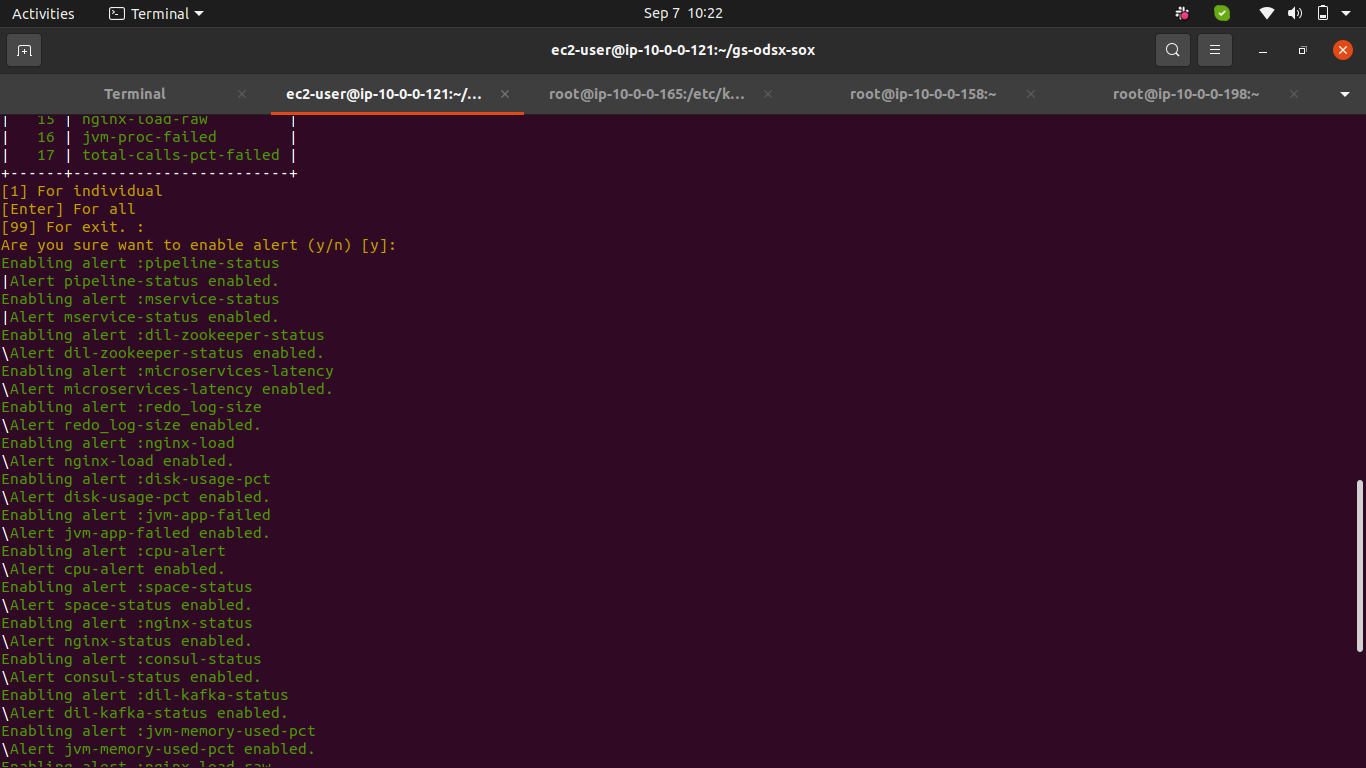 Activities Terminal Sep 7 10:22
ec2-user@ip-10-0-0-121:~/gs-odsx-sox
Terminal ec2-user@ip-10-0-0-121:~/... root@ip-10-0-0-165:/etc/k... root@ip-10-0-0-158:~ root@ip-10-0-0-198:~
| 15 | nginx-load-raw |
| 16 | jvm-proc-failed |
| 17 | total-calls-pct-failed |
+------+------------------------+
[1] For individual
[Enter] For all
[99] For exit. :
Are you sure want to enable alert (y/n) [y]:
Enabling alert :pipeline-status
|Alert pipeline-status enabled.
Enabling alert :mservice-status
|Alert mservice-status enabled.
Enabling alert :dil-zookeeper-status
\Alert dil-zookeeper-status enabled.
Enabling alert :microservices-latency
\Alert microservices-latency enabled.
Enabling alert :redo_log-size
\Alert redo_log-size enabled.
Enabling alert :nginx-load
\Alert nginx-load enabled.
Enabling alert :disk-usage-pct
\Alert disk-usage-pct enabled.
Enabling alert :jvm-app-failed
\Alert jvm-app-failed enabled.
Enabling alert :cpu-alert
\Alert cpu-alert enabled.
Enabling alert :space-status
\Alert space-status enabled.
Enabling alert :nginx-status
\Alert nginx-status enabled.
Enabling alert :consul-status
\Alert consul-status enabled.
Enabling alert :dil-kafka-status
\Alert dil-kafka-status enabled.
Enabling alert :jvm-memory-used-pct
\Alert jvm-memory-used-pct enabled.
Enabling alert :nginx-load-raw